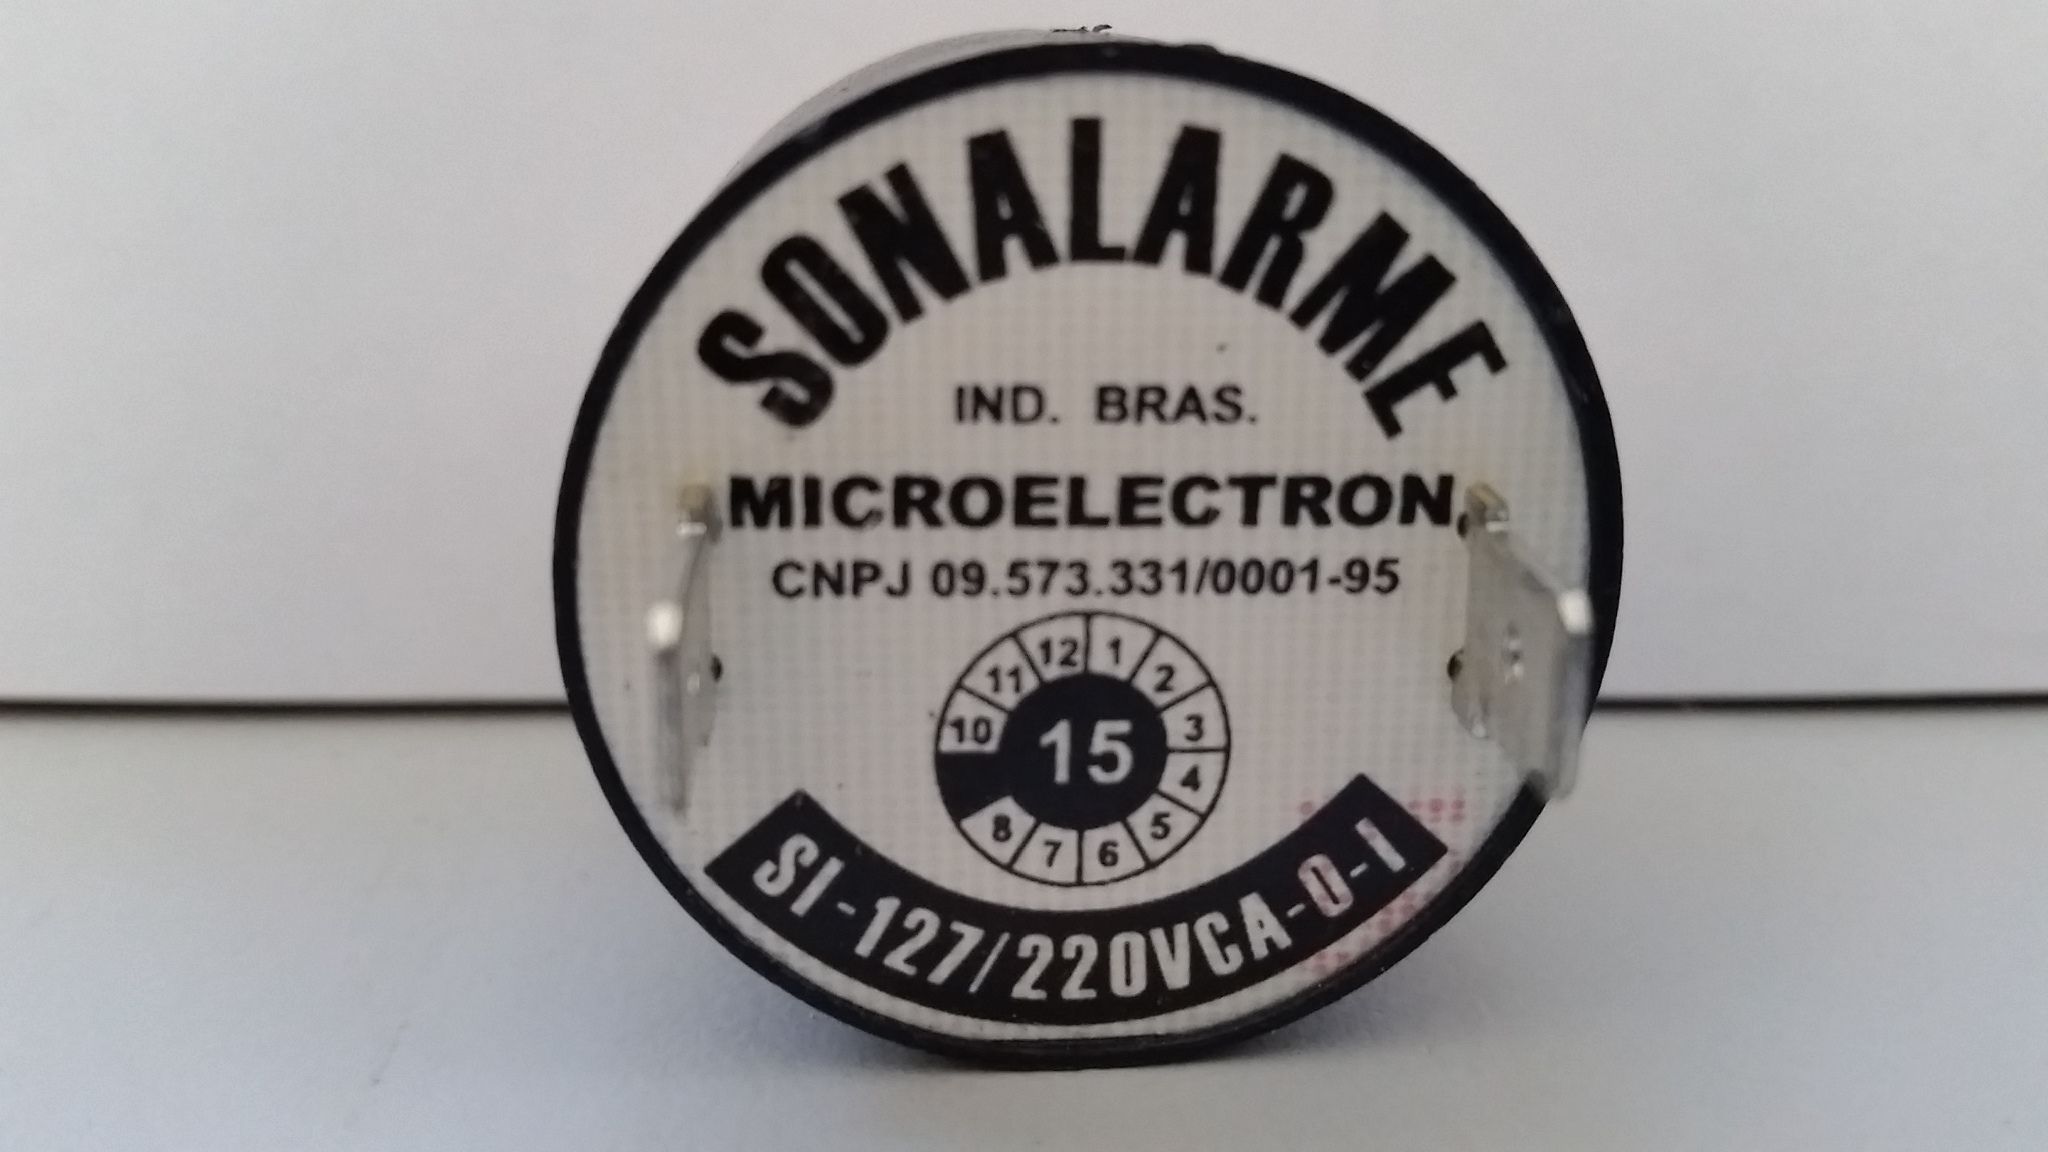 SONALARME
IND. BRAS.
MICROELECTRON
CNPJ 09.573.331/0001-95
12 1
11 2
10 3
15
4
8 5
7 6
SI-127/220VCA-O-I